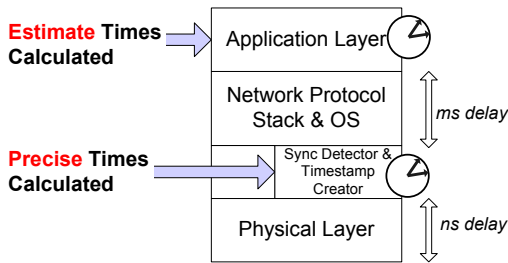 Estimate Times
Calculated
Application Layer
Network Protocol
Stack & OS
ms delay
Precise Times
Calculated
Sync Detector &
Timestamp
Creator
Physical Layer
ns delay